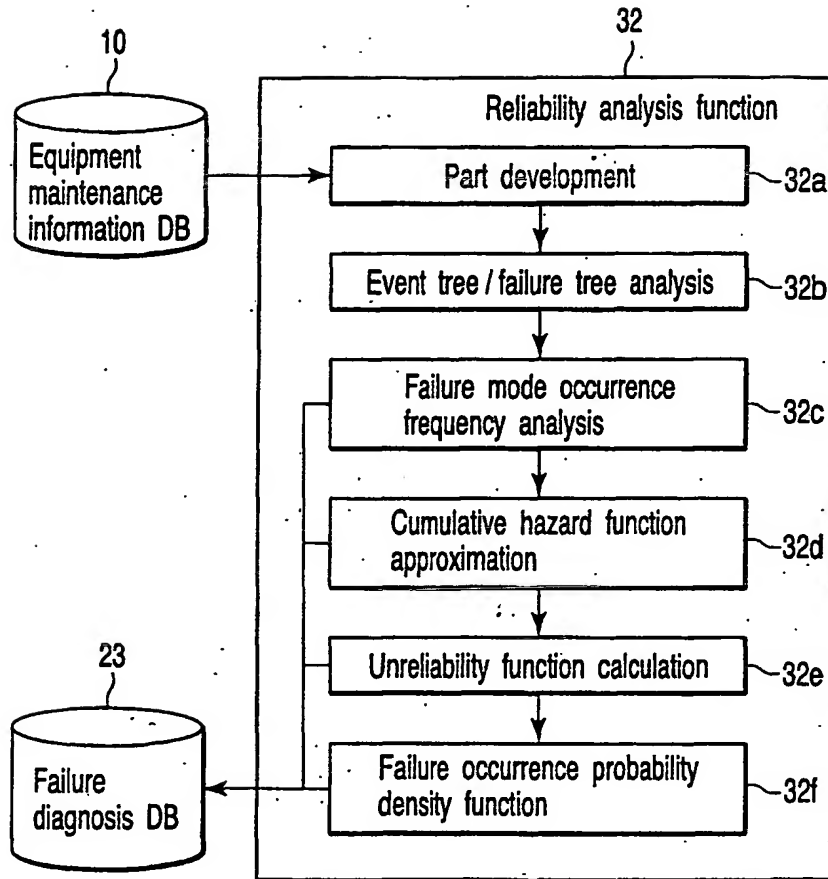 10
32
Reliability analysis function
Equipment
maintenance
information DB
Part development
32a
Event tree / failure tree analysis
32b
Failure mode occurrence
frequency analysis
32c
Cumulative hazard function
approximation
32d
23
Unreliability function calculation
32e
Failure
diagnosis DB
Failure occurrence probability
density function
32f